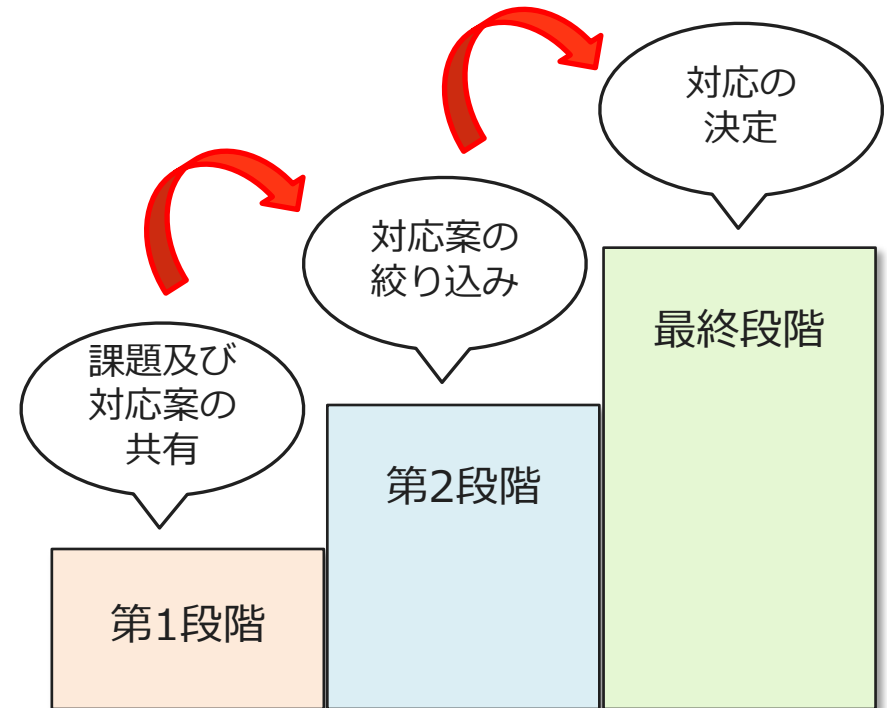 課題及び
対応案の
共有
第1段階
対応案の
絞り込み
第2段階
対応の
決定
最終段階